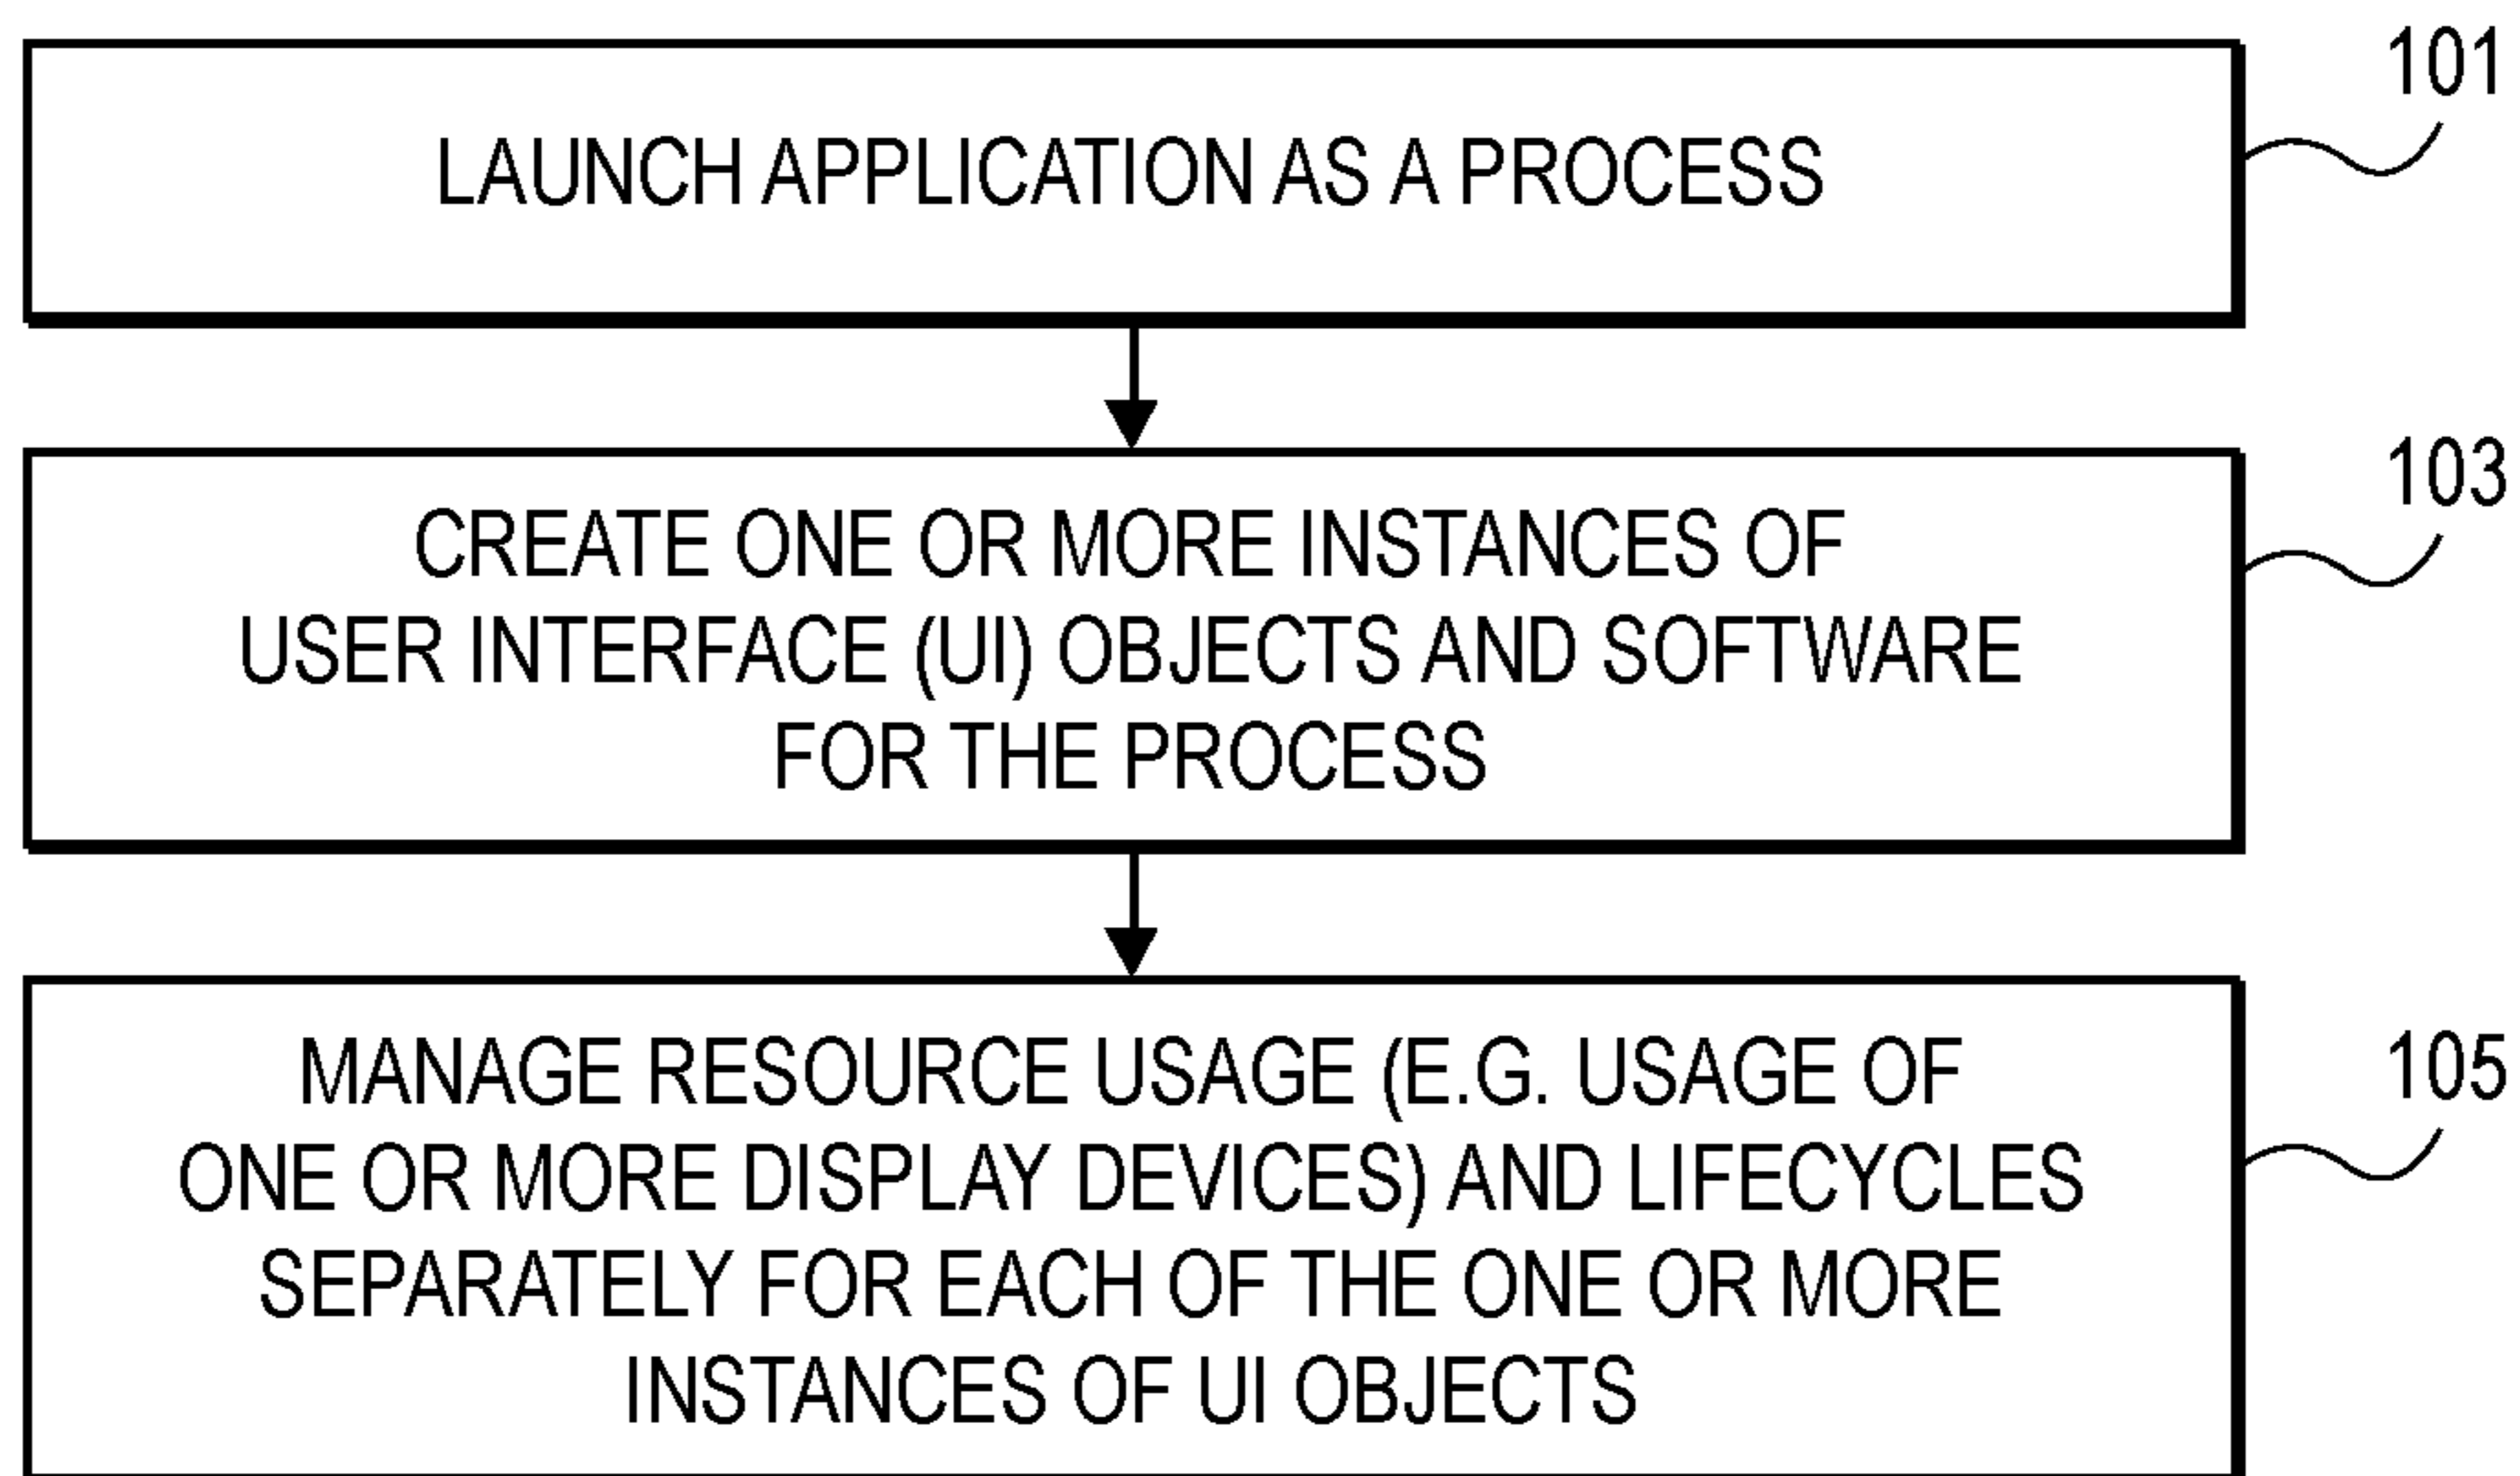 101
LAUNCH APPLICATION AS A PROCESS
103
CREATE ONE OR MORE INSTANCES OF
USER INTERFACE (UI) OBJECTS AND SOFTWARE
FOR THE PROCESS
105
MANAGE RESOURCE USAGE (E.G. USAGE OF
ONE OR MORE DISPLAY DEVICES) AND LIFECYCLES
SEPARATELY FOR EACH OF THE ONE OR MORE
INSTANCES OF UI OBJECTS